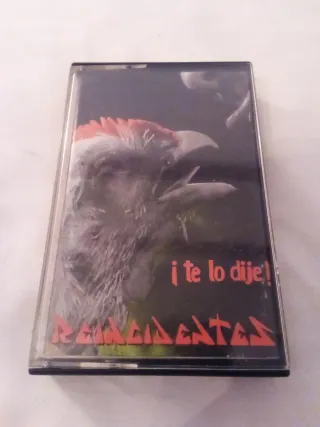 ¡te lo dije!
REINCIDENTES